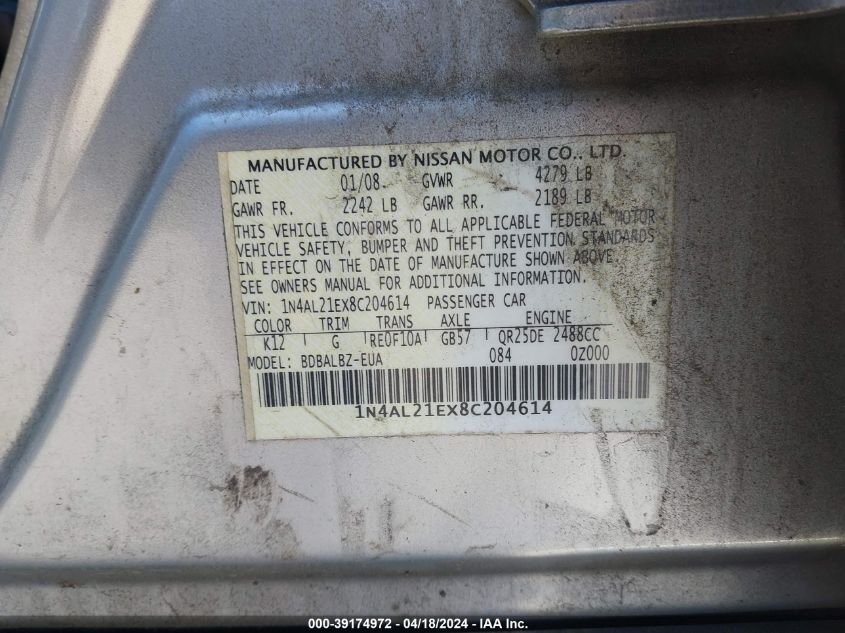 MANUFACTURED BY NISSAN MOTOR CO., LTD.
DATE 01/08 GVWR 4279 LB
GAWR FR. 2242 LB GAWR RR. 2189 LB
THIS VEHICLE CONFORMS TO ALL APPLICABLE FEDERAL MOTOR
VEHICLE SAFETY, BUMPER AND THEFT PREVENTION STANDARDS
IN EFFECT ON THE DATE OF MANUFACTURE SHOWN ABOVE.
SEE OWNERS MANUAL FOR ADDITIONAL INFORMATION.
VIN: 1N4AL21EX8C204614 PASSENGER CAR
COLOR TRIM TRANS AXLE ENGINE
K12 G RE0F10A GB57 QR25DE 2488CC
MODEL: BDBALBZ-EUA 084 0Z000
1N4AL21EX8C204614
000-39174972 - 04/18/2024 - IAA Inc.